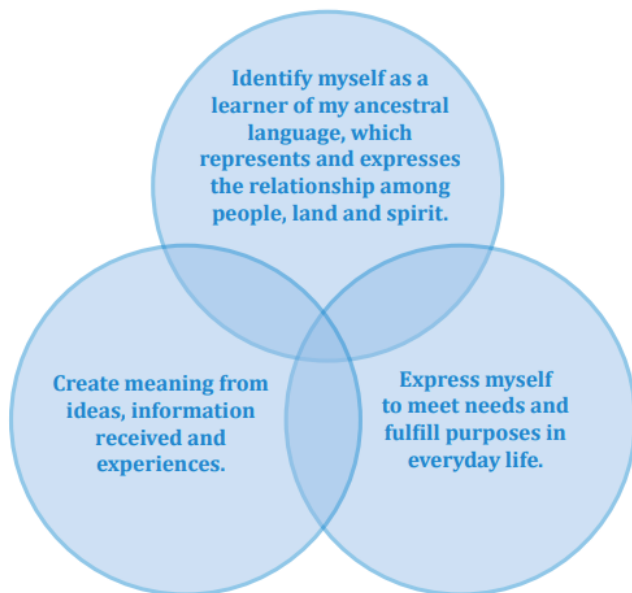 Identify myself as a
learner of my ancestral
language, which
represents and expresses
the relationship among
people, land and spirit.
Create meaning from
ideas, information
received and
experiences.
Express myself
to meet needs and
fulfill purposes in
everyday life.